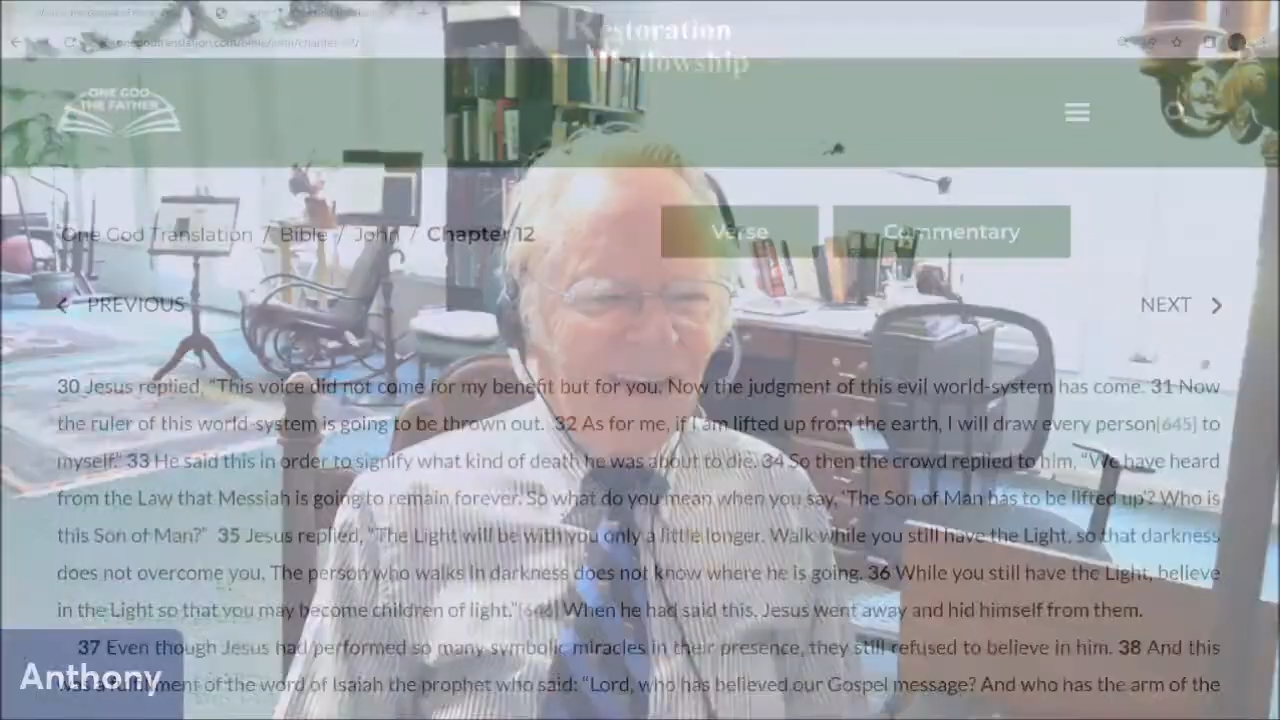 Restoration
Fellowship
ONE GOD
THE FATHER
One God Translation / Bible / John / Chapter 12
Verse
Commentary
PREVIOUS
NEXT
30 Jesus replied, “This voice did not come for my benefit but for you. Now the judgment of this evil world-system has come. 31 Now
the ruler of this world-system is going to be thrown out. 32 As for me, if I am lifted up from the earth, I will draw every person[645] to
myself.” 33 He said this in order to signify what kind of death he was about to die. 34 So then the crowd replied to him, “We have heard
from the Law that Messiah is going to remain forever. So what do you mean when you say, ‘The Son of Man has to be lifted up’? Who is
this Son of Man?” 35 Jesus replied, “The Light will be with you only a little longer. Walk while you still have the Light, so that darkness
does not overcome you. The person who walks in darkness does not know where he is going. 36 While you still have the Light, believe
in the Light so that you may become children of light.”[646] When he had said this, Jesus went away and hid himself from them.
37 Even though Jesus had performed so many symbolic miracles in their presence, they still refused to believe in him. 38 And this
was a fulfillment of the word of Isaiah the prophet who said: “Lord, who has believed our Gospel message? And who has the arm of the
Anthony